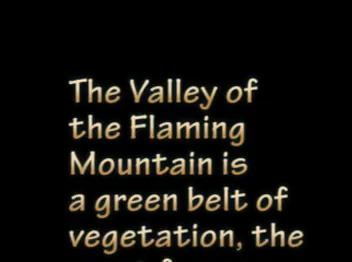 The Valley of
the Flaming
Mountain is
a green belt of
vegetation, the